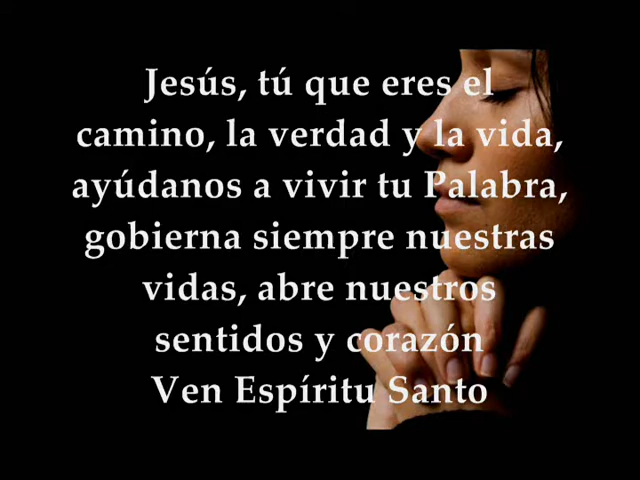 Jesús, tú que eres el
camino, la verdad y la vida,
ayúdanos a vivir tu Palabra,
gobierna siempre nuestras
vidas, abre nuestros
sentidos y corazón
Ven Espíritu Santo